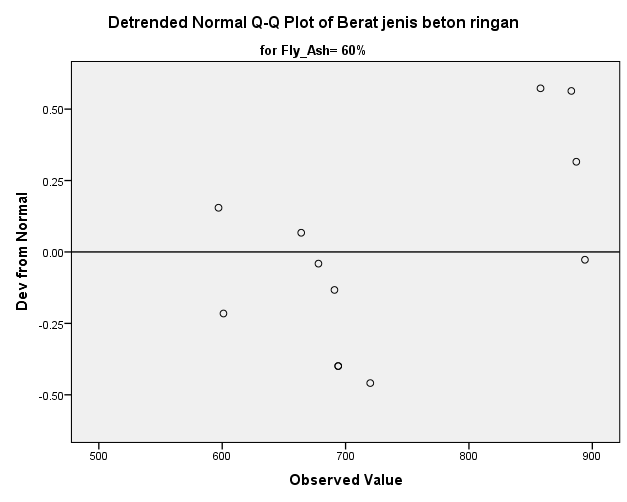 Detrended Normal Q-Q Plot of Berat jenis beton ringan
for Fly_Ash= 60%
0.50
0.25
0.00
-0.25
-0.50
Dev from Normal
500 600 700 800 900
Observed Value